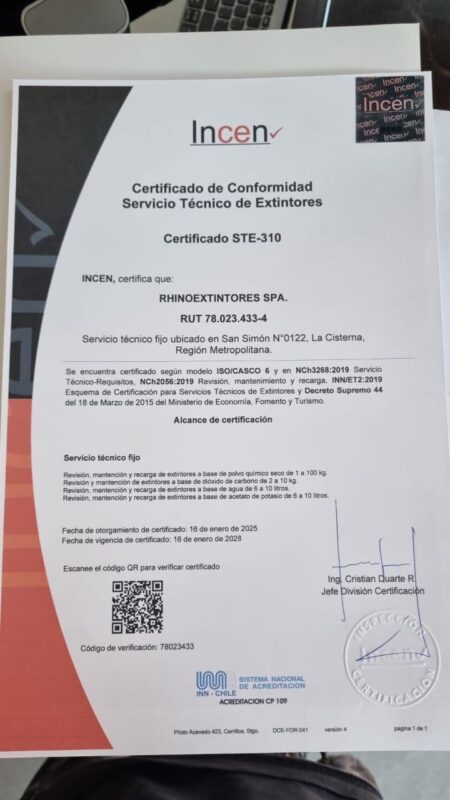 Incen
Incen
Certificado de Conformidad
Servicio Técnico de Extintores
Certificado STE-310
INCEN, certifica que:
RHINOEXTINTORES SPA.
RUT 78.023.433-4
Servicio técnico fijo ubicado en San Simón N°0122, La Cisterna,
Región Metropolitana.
Se encuentra certificado según modelo ISO/CASCO 6 y en NCh3268:2019 Servicio
Técnico-Requisitos, NCh2056:2019 Revisión, mantenimiento y recarga, INN/ET2:2019
Esquema de Certificación para Servicios Técnicos de Extintores y Decreto Supremo 44
del 18 de Marzo de 2015 del Ministerio de Economía, Fomento y Turismo.
Alcance de certificación
Servicio técnico fijo
Revisión, mantención y recarga de extintores a base de polvo químico seco de 1 a 100 kg.
Revisión y mantención de extintores a base de dióxido de carbono de 2 a 10 kg.
Revisión, mantención y recarga de extintores a base de agua de 6 a 10 litros.
Revisión, mantención y recarga de extintores a base de acetato de potasio de 6 a 10 litros.
Fecha de otorgamiento de certificado: 16 de enero de 2025
Fecha de vigencia de certificado: 16 de enero de 2028
Escanee el código QR para verificar certificado
Ing. Cristian Duarte R
Jefe División Certificación
INSPECCIÓN
Incen
CERTIFICACIÓN
Código de verificación: 78023433
INN - CHILE
SISTEMA NACIONAL
DE ACREDITACION
ACREDITACIÓN CP 109
Piloto Acevedo 423, Cerrillos, Stgo. DCE-FOR-041 versión 4 pagina 1 de 1